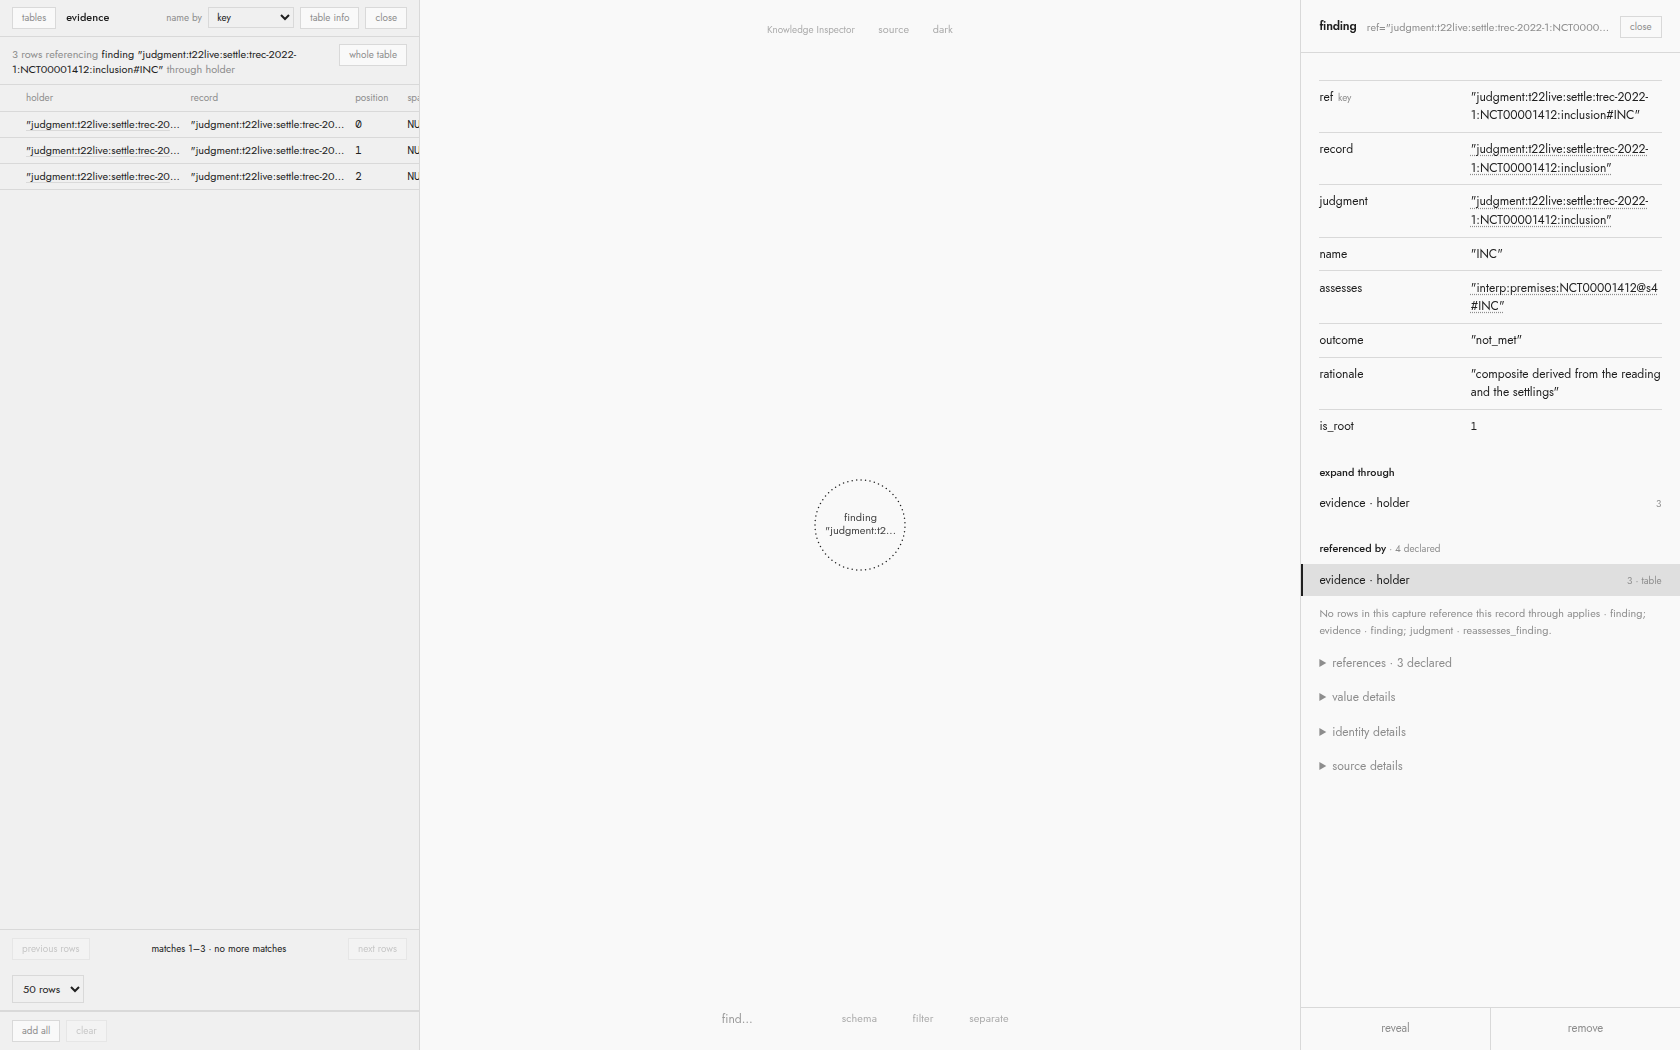 tables evidence name by key table info close
3 rows referencing finding "judgment:t22live:settle:trec-2022-
1:NCT00001412:inclusion#INC" through holder
whole table
holder record position spa
"judgment:t22live:settle:trec-20... "judgment:t22live:settle:trec-20... 0 NU
"judgment:t22live:settle:trec-20... "judgment:t22live:settle:trec-20... 1 NU
"judgment:t22live:settle:trec-20... "judgment:t22live:settle:trec-20... 2 NU
previous rows matches 1–3 · no more matches next rows
50 rows
add all clear
Knowledge Inspector source dark
finding
"judgment:t2...
find... schema filter separate
finding ref="judgment:t22live:settle:trec-2022-1:NCT0000... close
ref key "judgment:t22live:settle:trec-2022-
1:NCT00001412:inclusion#INC"
record "judgment:t22live:settle:trec-2022-
1:NCT00001412:inclusion"
judgment "judgment:t22live:settle:trec-2022-
1:NCT00001412:inclusion"
name "INC"
assesses "interp:premises:NCT00001412@s4
#INC"
outcome "not_met"
rationale "composite derived from the reading
and the settlings"
is_root 1
expand through
evidence · holder 3
referenced by · 4 declared
evidence · holder 3 · table
No rows in this capture reference this record through applies · finding;
evidence · finding; judgment · reassesses_finding.
references · 3 declared
value details
identity details
source details
reveal remove